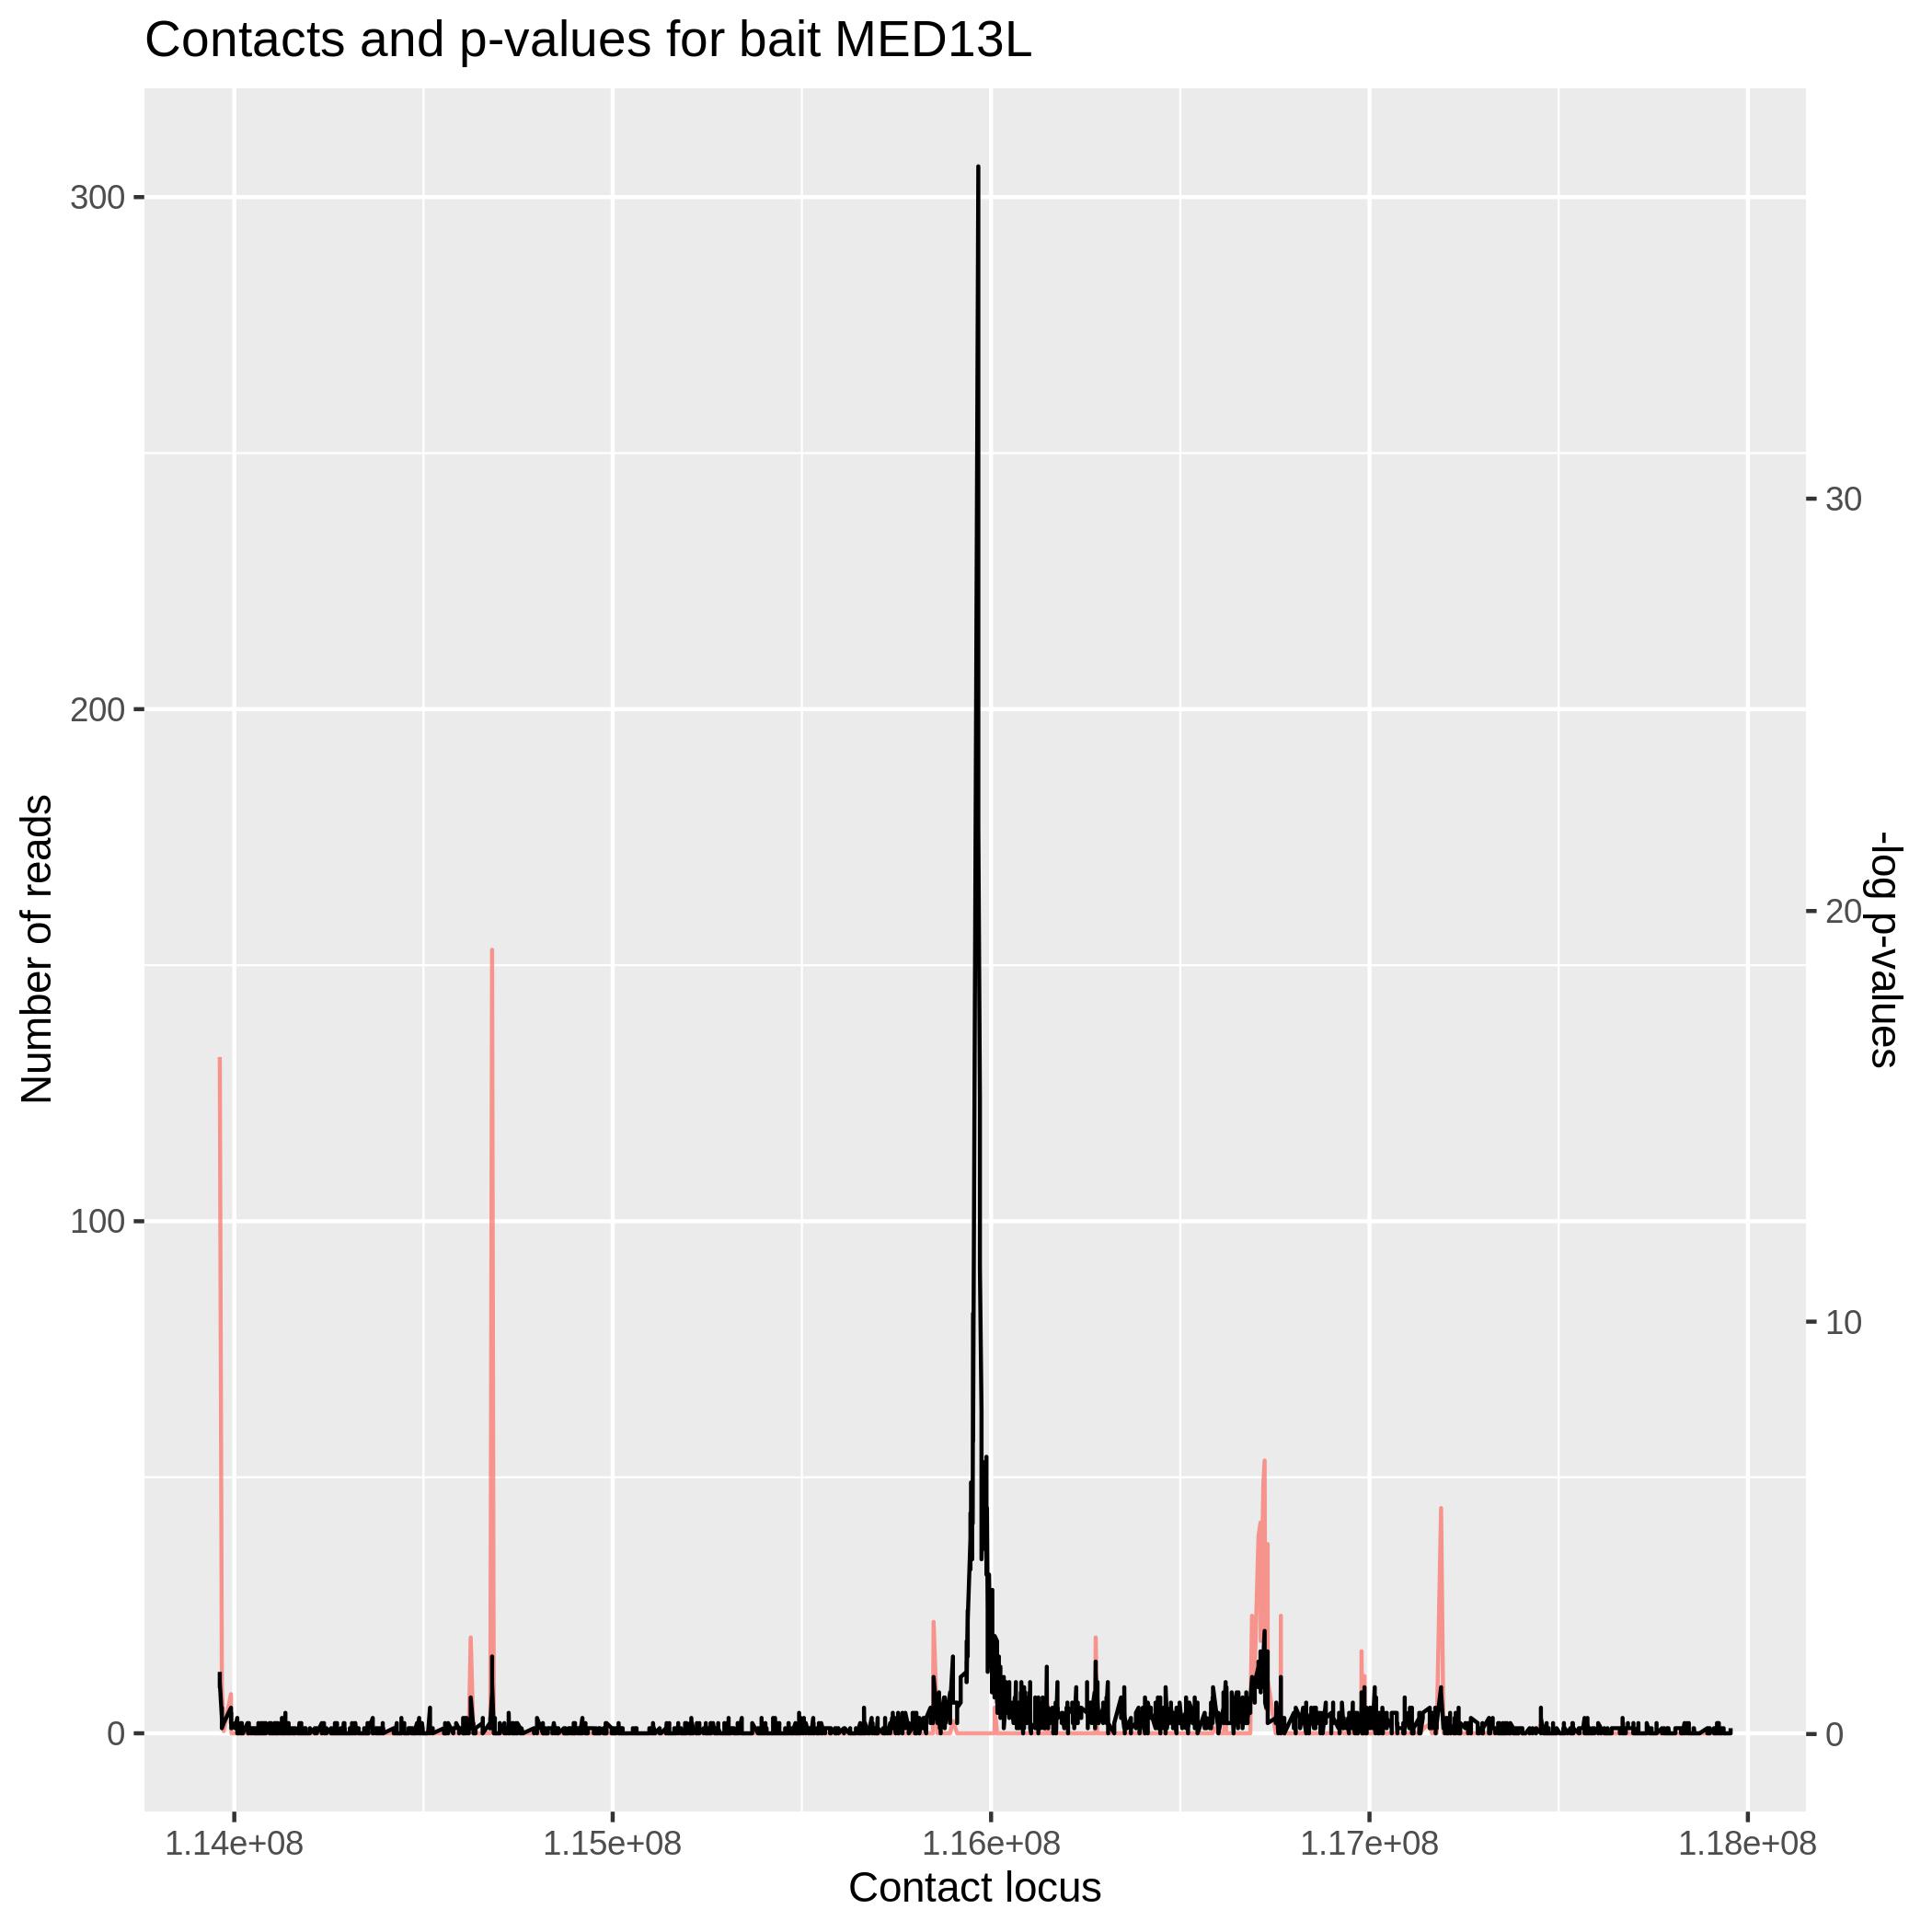 Contacts and p-values for bait MED13L
300
200
100
0
Number of reads
30
20
10
0
-log p-values
1.14e+08
1.15e+08
1.16e+08
1.17e+08
1.18e+08
Contact locus